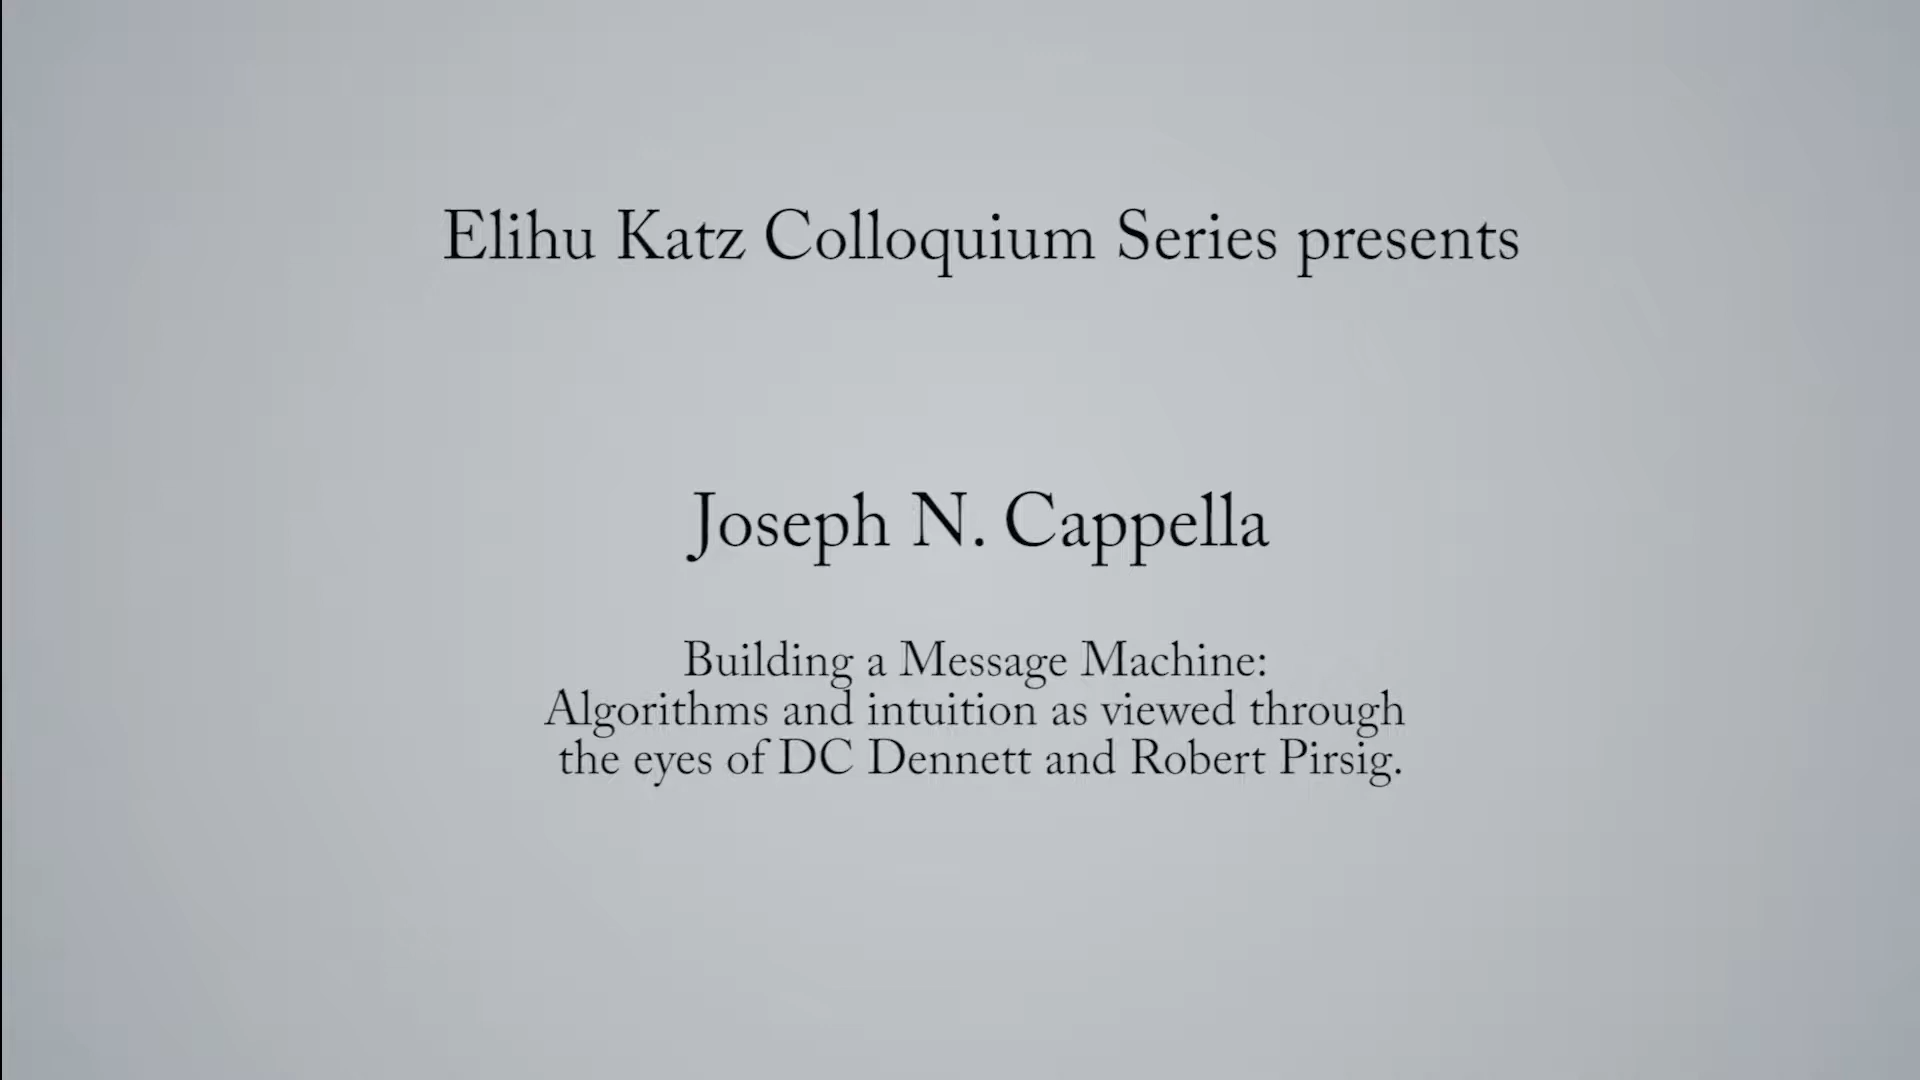 Elihu Katz Colloquium Series presents
Joseph N. Cappella
Building a Message Machine:
Algorithms and intuition as viewed through
the eyes of DC Dennett and Robert Pirsig.